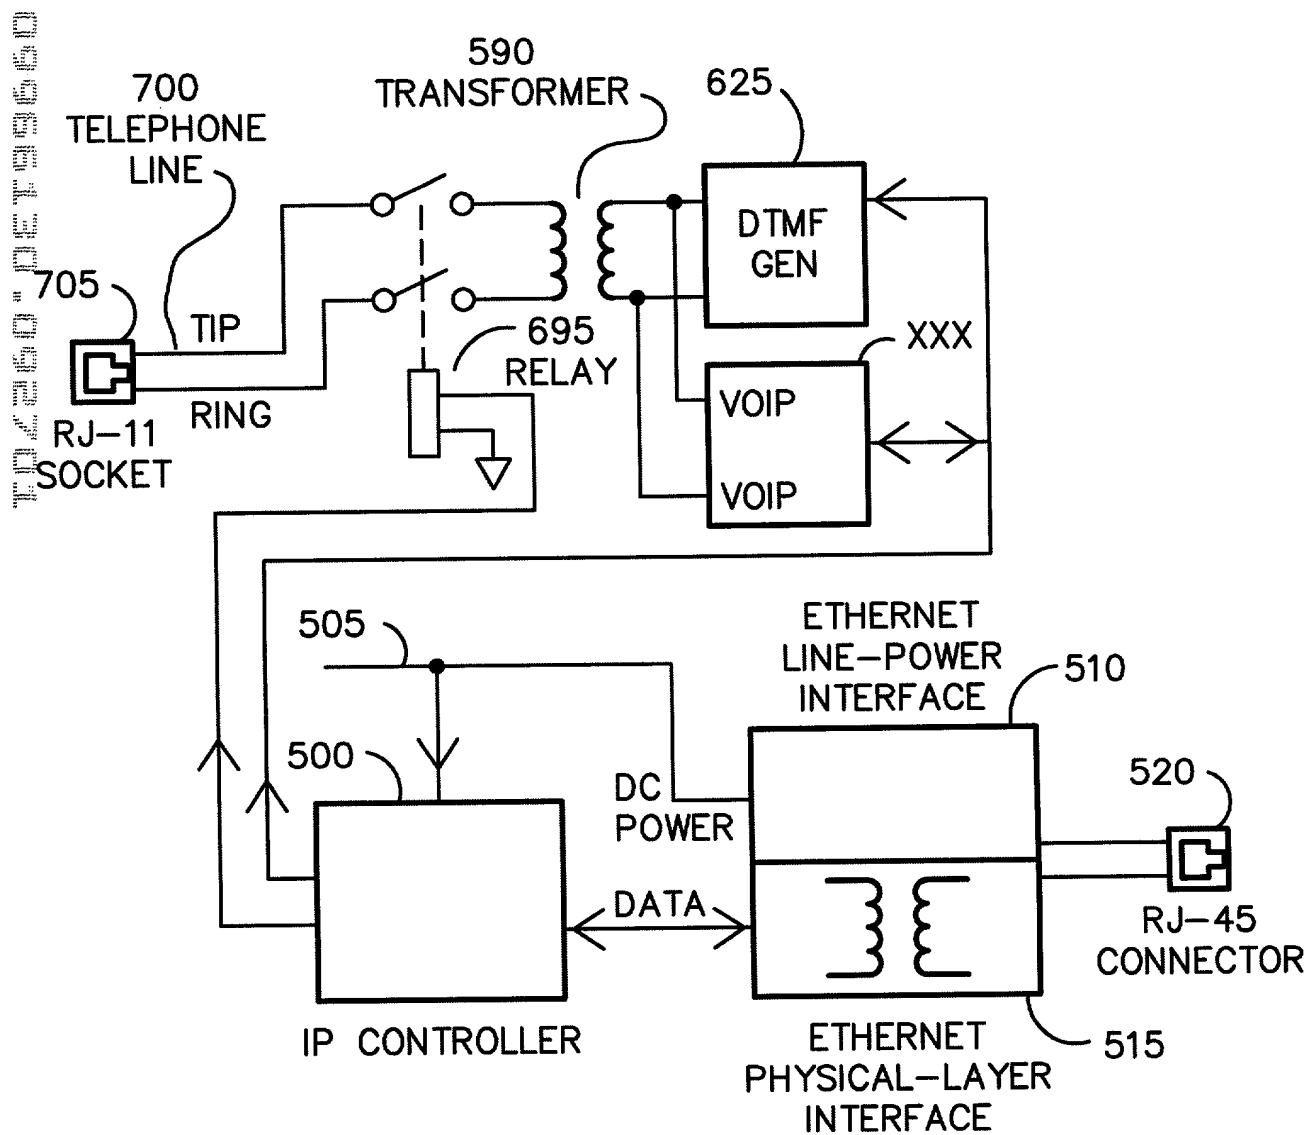 590
TRANSFORMER
625
700
TELEPHONE
LINE
DTMF
GEN
705
TIP
695
RELAY
XXX
RING
VOIP
RJ-11
SOCKET
VOIP
505
ETHERNET
LINE-POWER
INTERFACE
510
500
DC
POWER
520
DATA
RJ-45
CONNECTOR
IP CONTROLLER
ETHERNET
PHYSICAL-LAYER
INTERFACE
515